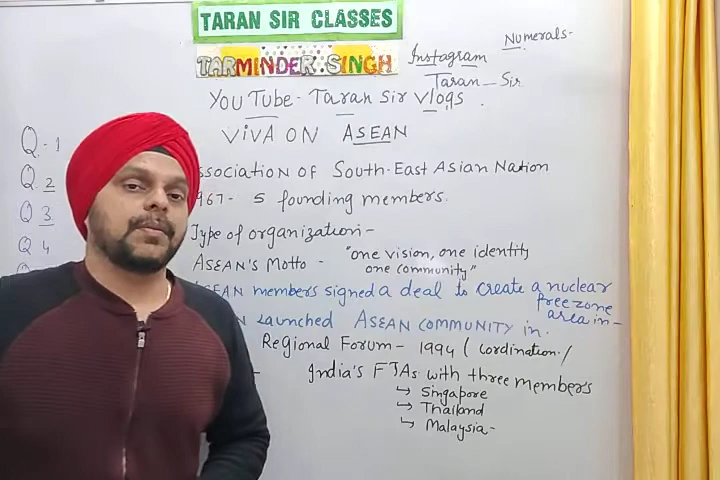 TARAN SIR CLASSES
TARMINDER SINGH
Numerals-
Instagram
Taran_Sir
YouTube- Taran Sir vlogs
VIVA ON ASEAN
Q.-1
ssociation of South-East Asian Nation
Q.2
967- 5 founding members.
Q 3
Type of organization-
Q 4
ASEAN'S Motto - "one vision, one identity
one community"
EAN members signed a deal to create a nuclear
free zone
area in-
N launched ASEAN COMMUNITY in.
Regional Forum- 1994 ( cordination /
India's FTAs with three members
↳ Singapore
↳ Thailand
↳ Malaysia-